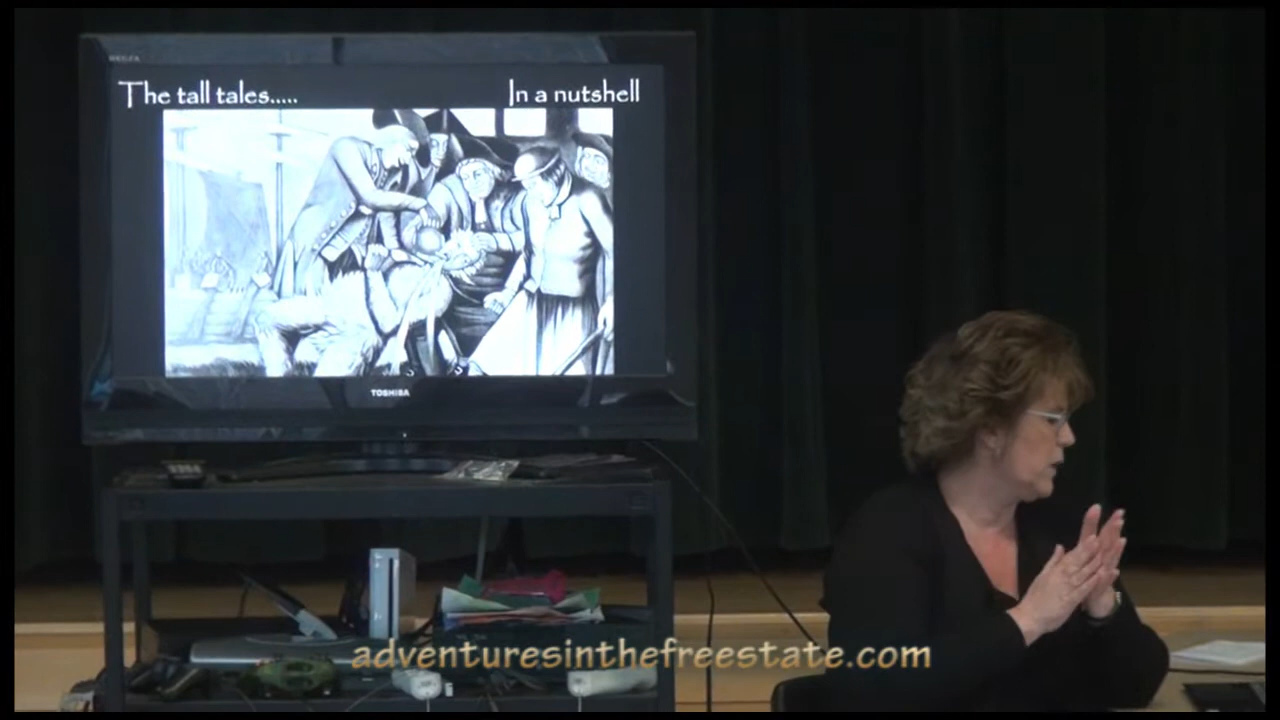 The tall tales..... In a nutshell
TOSHIBA
adventuresinthefreestate.com